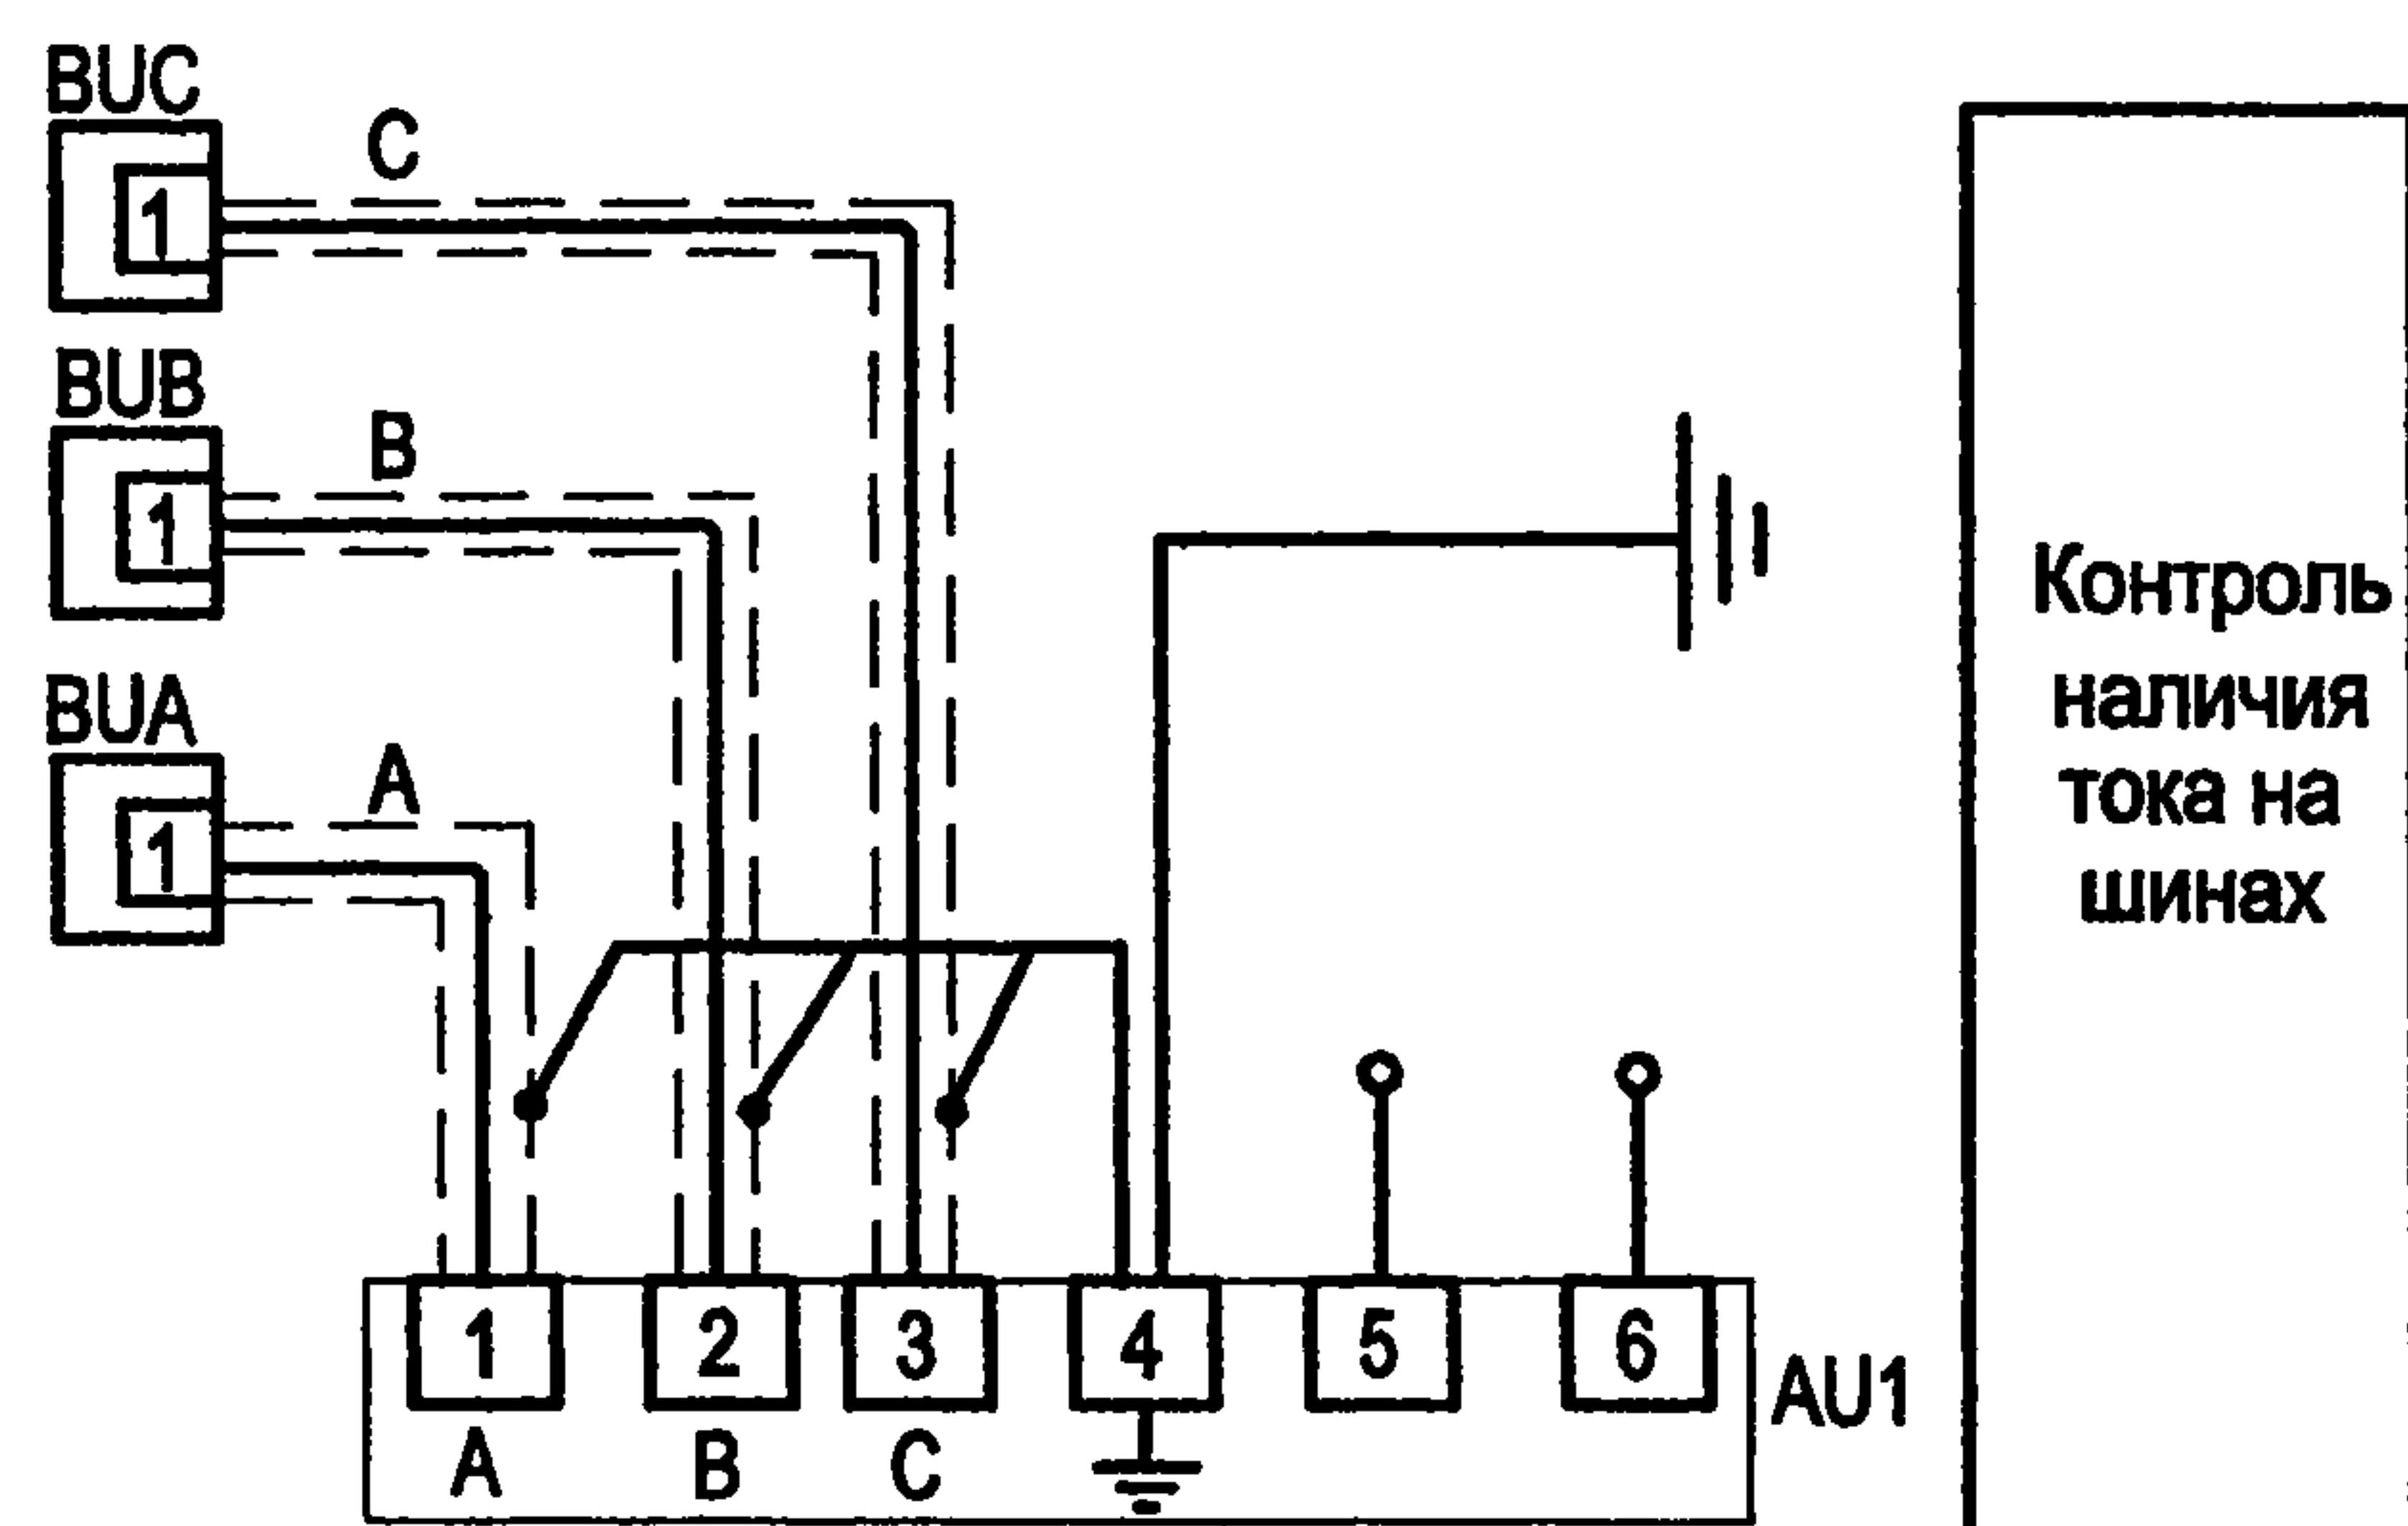 BUC
C
1
BUB
B
1
BUA
A
1
Контроль
наличия
тока на
шинах
1 2 3 4 5 6
AU1
A B C